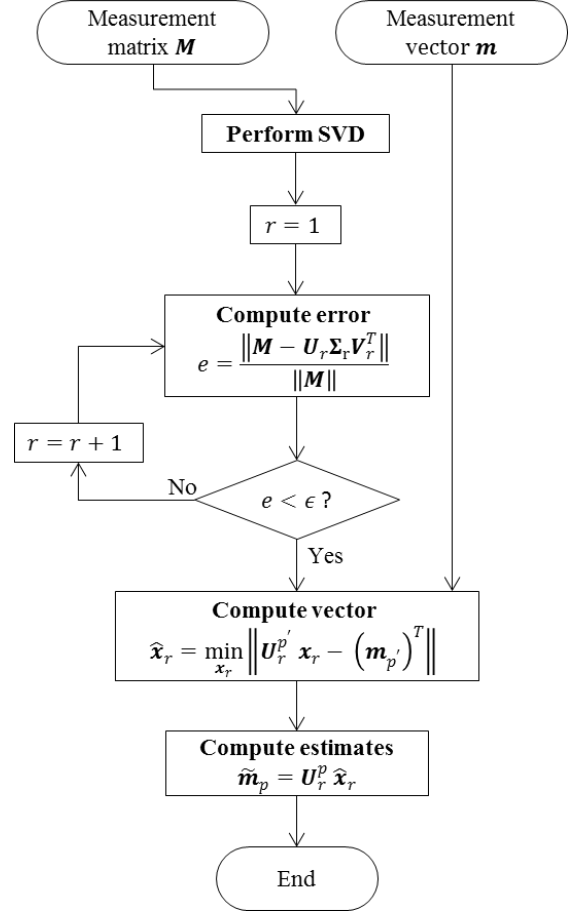 Measurement
matrix 𝑴
Measurement
vector 𝒎
Perform SVD
𝑟 = 1
Compute error
𝑒 = ‖𝑴 − 𝑼_𝑟 𝚺_r 𝑽_𝑟^𝑇‖ / ‖𝑴‖
𝑟 = 𝑟 + 1
No
𝑒 < 𝜖 ?
Yes
Compute vector
𝒙̂_𝑟 = min_{𝒙_𝑟} ‖𝑼_𝑟^{𝑝′} 𝒙_𝑟 − (𝒎_{𝑝′})^𝑇‖
Compute estimates
𝒎̃_𝑝 = 𝑼_𝑟^𝑝 𝒙̂_𝑟
End